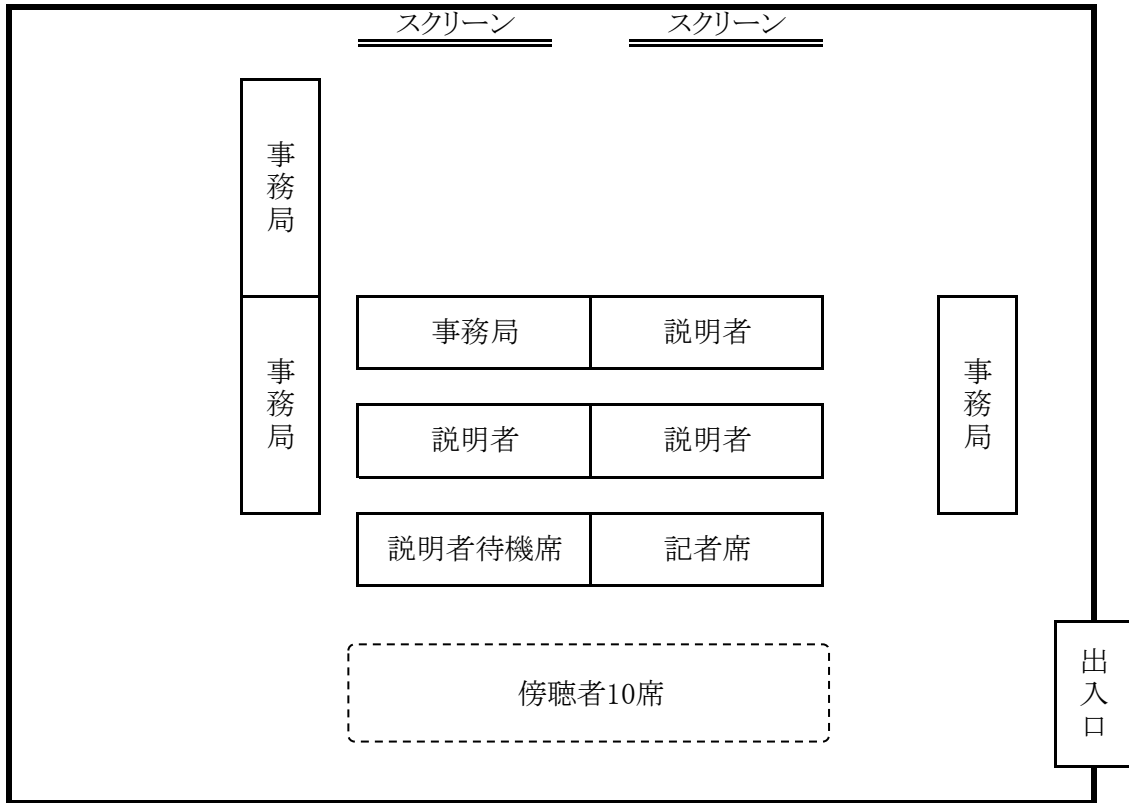 スクリーン
スクリーン
事務局
事務局
説明者
事務局
事務局
説明者
説明者
説明者待機席
記者席
傍聴者10席
出入口